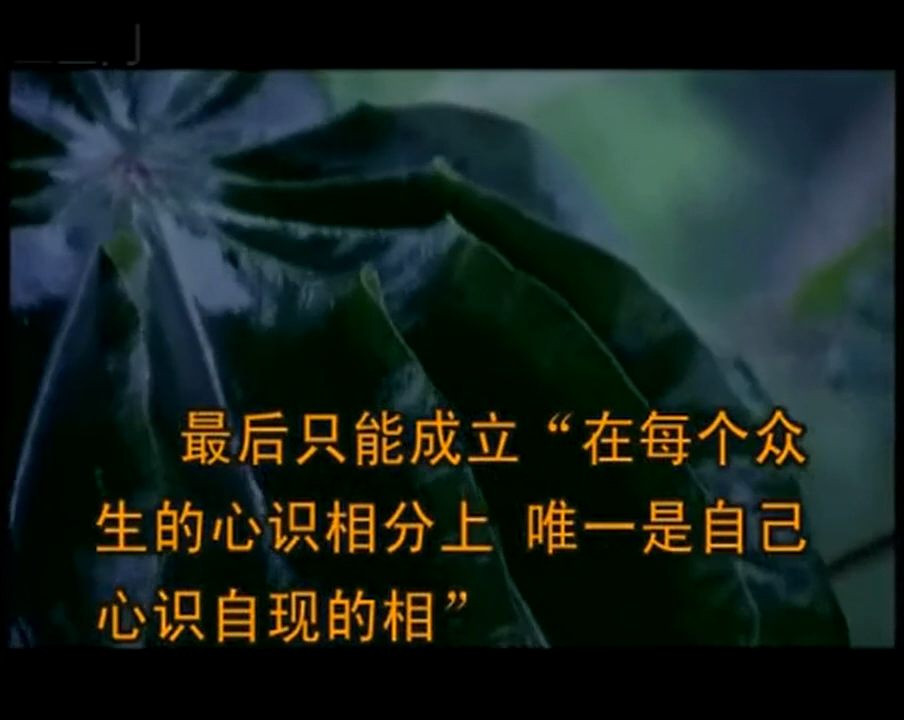 最后只能成立“在每个众
生的心识相分上 唯一是自己
心识自现的相”